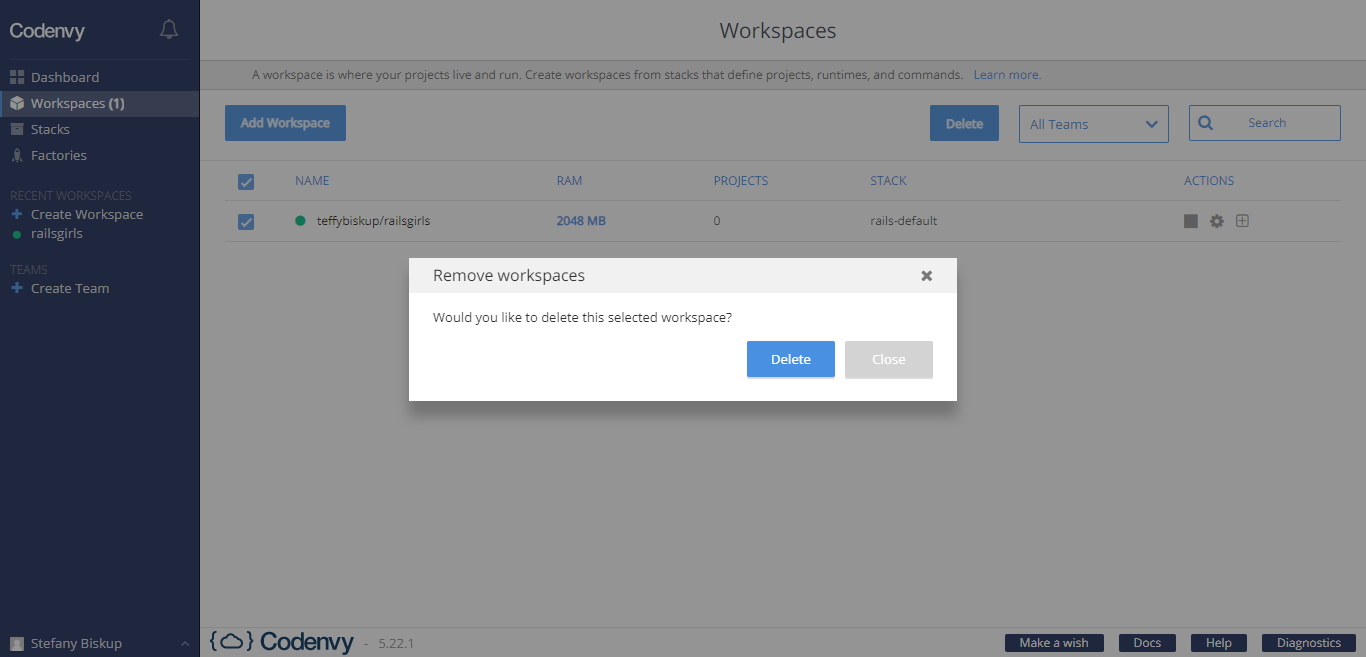 Codenvy
Dashboard
Workspaces (1)
Stacks
Factories
RECENT WORKSPACES
Create Workspace
railsgirls
TEAMS
Create Team
Stefany Biskup
Workspaces
A workspace is where your projects live and run. Create workspaces from stacks that define projects, runtimes, and commands. Learn more.
Add Workspace Delete All Teams Search
NAME RAM PROJECTS STACK ACTIONS
teffybiskup/railsgirls 2048 MB 0 rails-default
Remove workspaces
Would you like to delete this selected workspace?
Delete Close
Codenvy - 5.22.1 Make a wish Docs Help Diagnostics